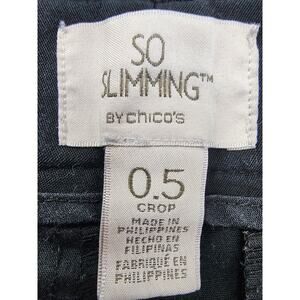 SO
SLIMMING™
BY chico's
0.5
CROP
MADE IN
PHILIPPINES
HECHO EN
FILIPINAS
FABRIQUÉ EN
PHILIPPINES